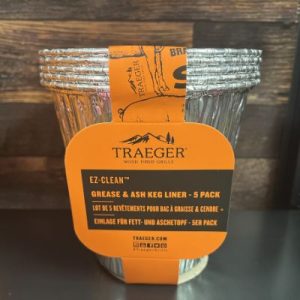 TRAEGER
WOOD FIRED GRILLS
EZ-CLEAN™
GREASE & ASH KEG LINER - 5 PACK
LOT DE 5 REVÊTEMENTS POUR BAC À GRAISSE & CENDRE -
EINLAGE FÜR FETT- UND ASCHETOPF - 5ER PACK
TRAEGER.COM